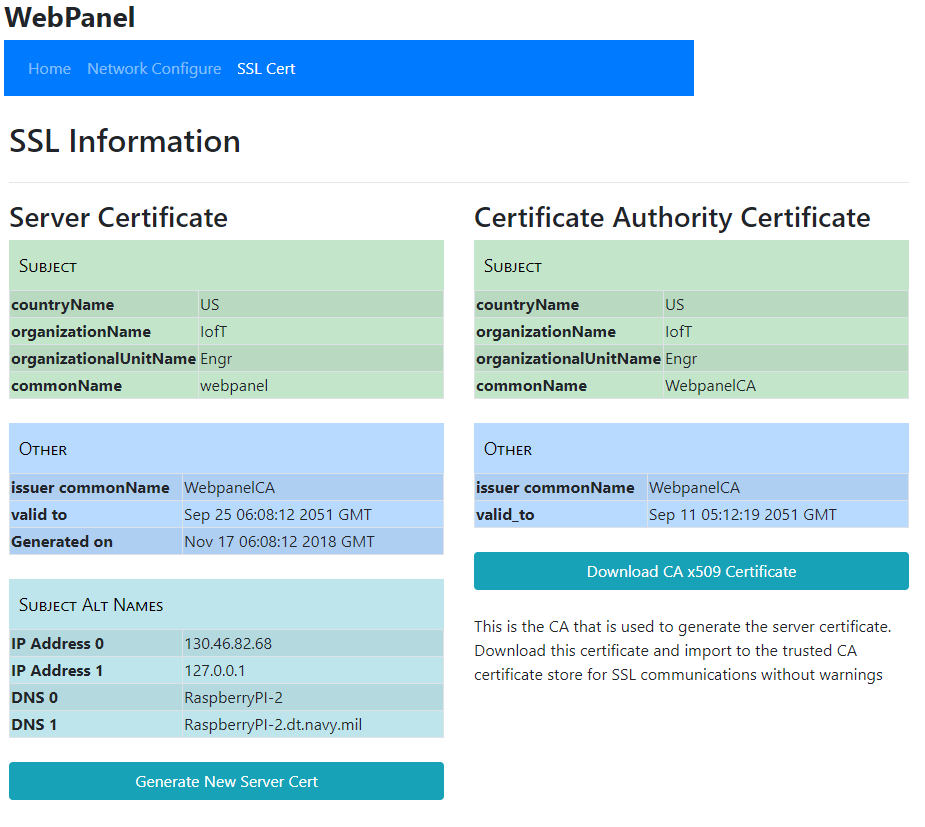 WebPanel
Home Network Configure SSL Cert
SSL Information
Server Certificate
Subject
countryName US
organizationName IofT
organizationalUnitName Engr
commonName webpanel
Other
issuer commonName WebpanelCA
valid to Sep 25 06:08:12 2051 GMT
Generated on Nov 17 06:08:12 2018 GMT
Subject Alt Names
IP Address 0 130.46.82.68
IP Address 1 127.0.0.1
DNS 0 RaspberryPI-2
DNS 1 RaspberryPI-2.dt.navy.mil
Generate New Server Cert
Certificate Authority Certificate
Subject
countryName US
organizationName IofT
organizationalUnitName Engr
commonName WebpanelCA
Other
issuer commonName WebpanelCA
valid_to Sep 11 05:12:19 2051 GMT
Download CA x509 Certificate
This is the CA that is used to generate the server certificate.
Download this certificate and import to the trusted CA
certificate store for SSL communications without warnings